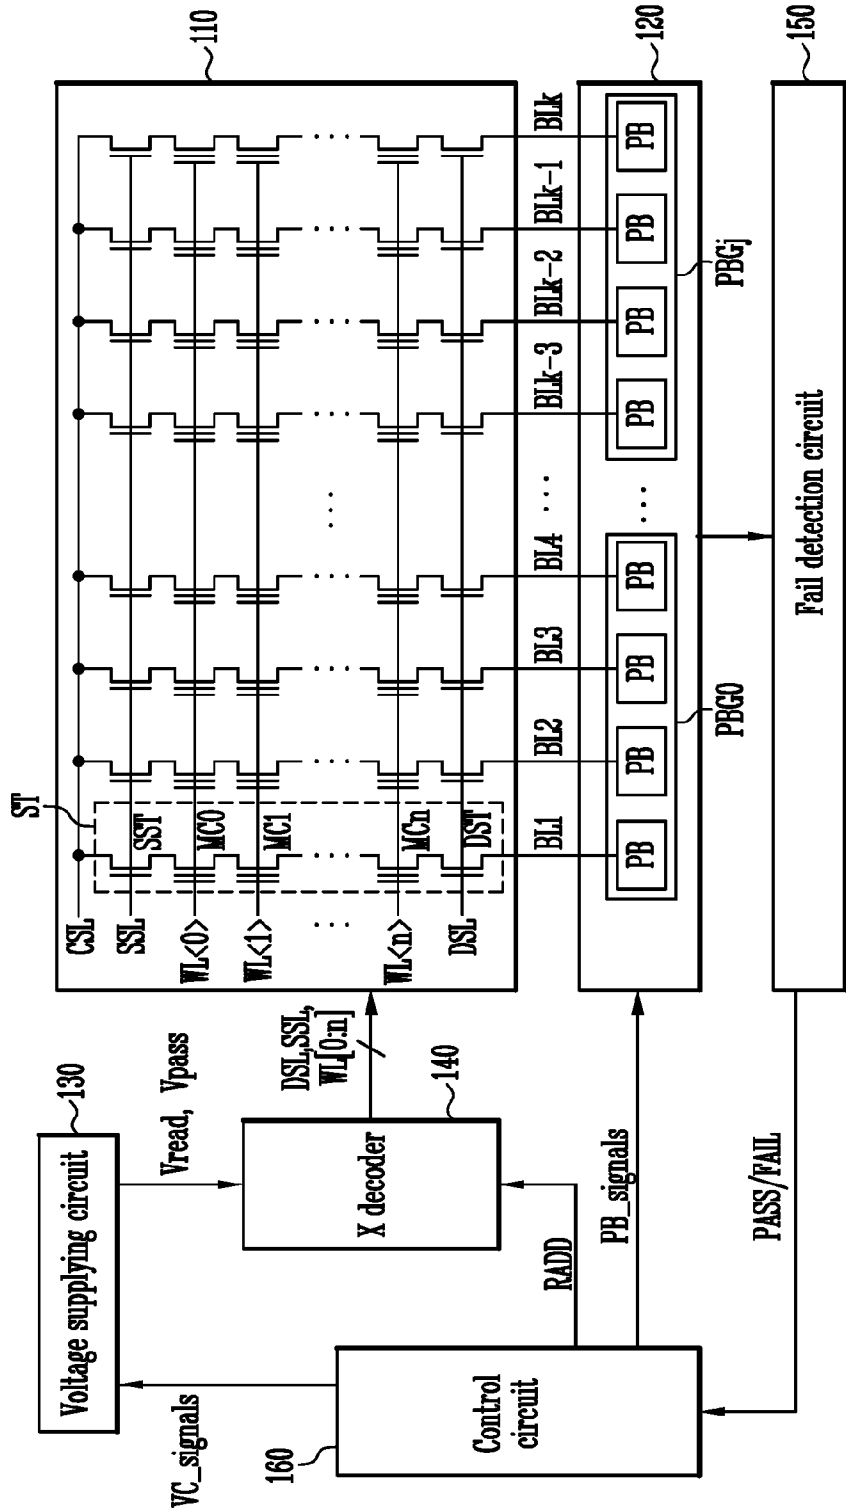 110
120
150
CSL
SSL
WL<0>
WL<1>
WL<n>
DSL
ST
SST
MC0
MC1
MCn
DST
BL1
BL2
BL3
BL4
BLk-3
BLk-2
BLk-1
BLk
PB
PB
PB
PB
PB
PB
PB
PB
PBG0
PBGj
Fail detection circuit
130
Voltage supplying circuit
Vread, Vpass
140
X decoder
DSL,SSL,
WL[0:n]
VC_signals
160
Control
circuit
RADD
PB_signals
PASS/FAIL